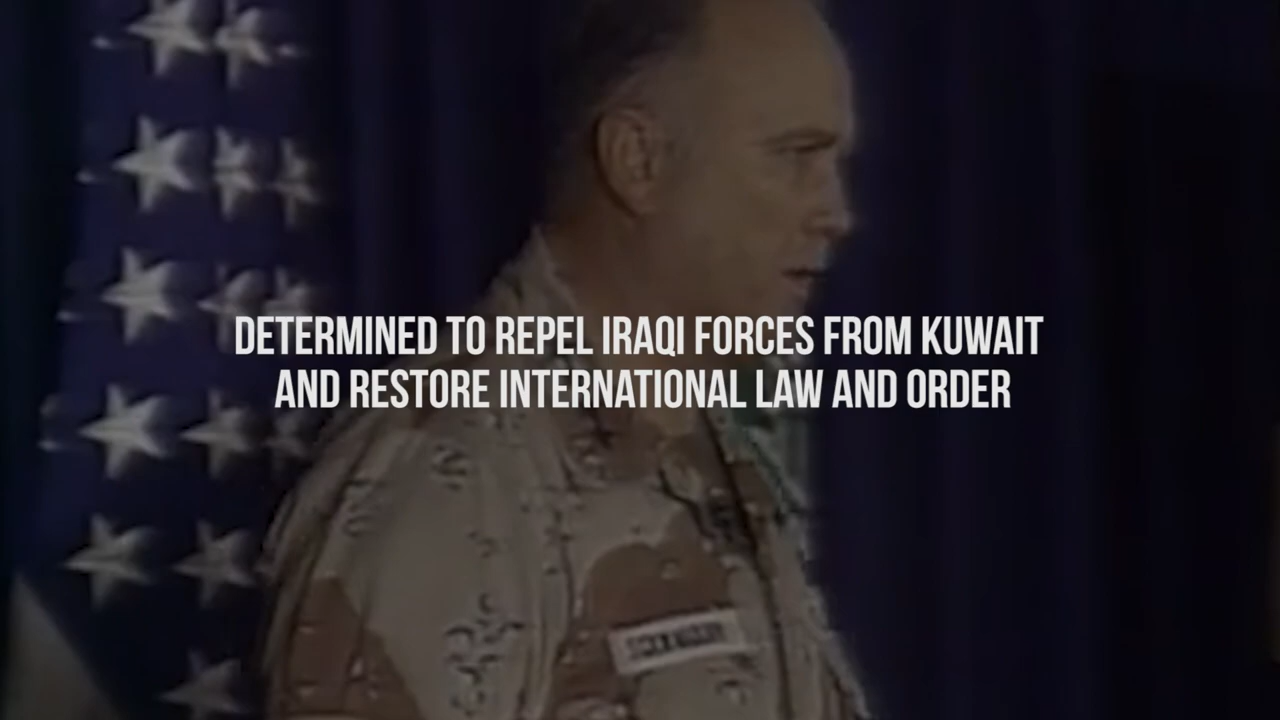 DETERMINED TO REPEL IRAQI FORCES FROM KUWAIT
AND RESTORE INTERNATIONAL LAW AND ORDER